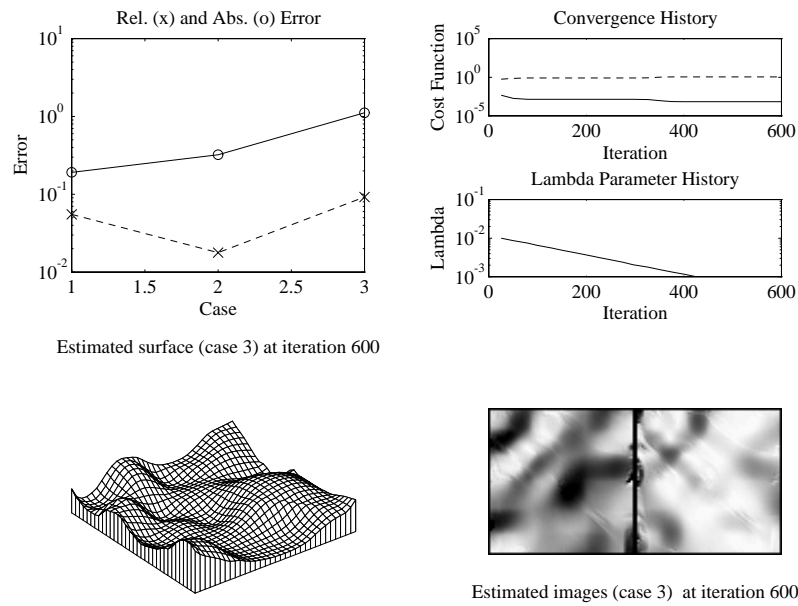 Rel. (x) and Abs. (o) Error
10^1
10^0
10^-1
10^-2
Error
1
1.5
2
2.5
3
Case
Convergence History
10^5
10^0
10^-5
Cost Function
0
200
400
600
Iteration
Lambda Parameter History
10^-1
10^-2
10^-3
Lambda
0
200
400
600
Iteration
Estimated surface (case 3) at iteration 600
Estimated images (case 3) at iteration 600